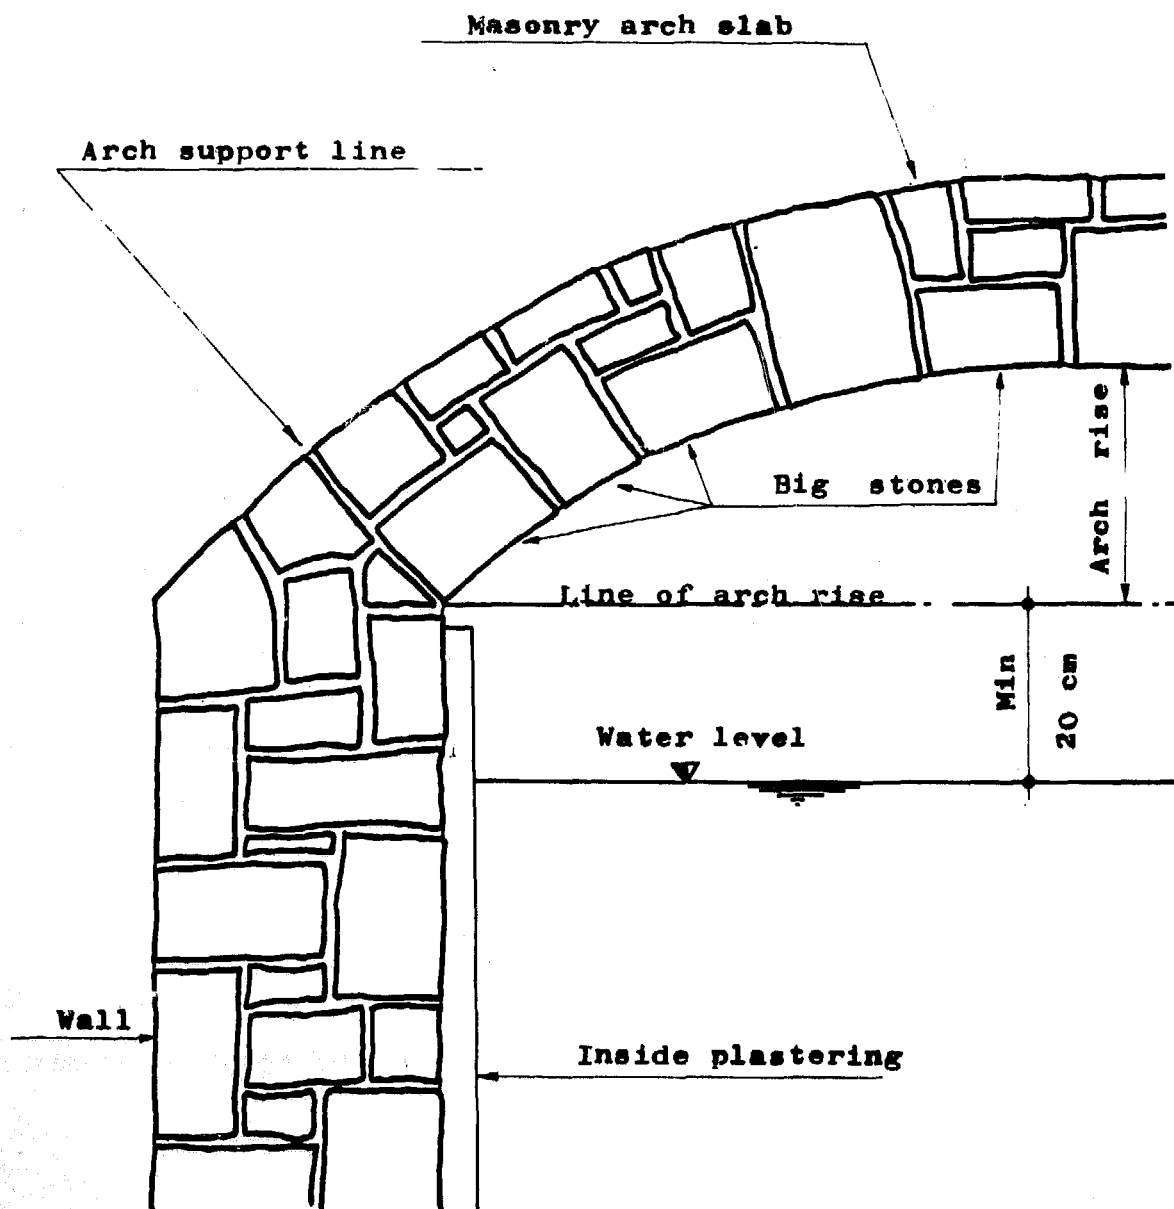 Masonry arch slab
Arch support line
Arch rise
Big stones
Line of arch rise
Min
20 cm
Water level
Wall
Inside plastering